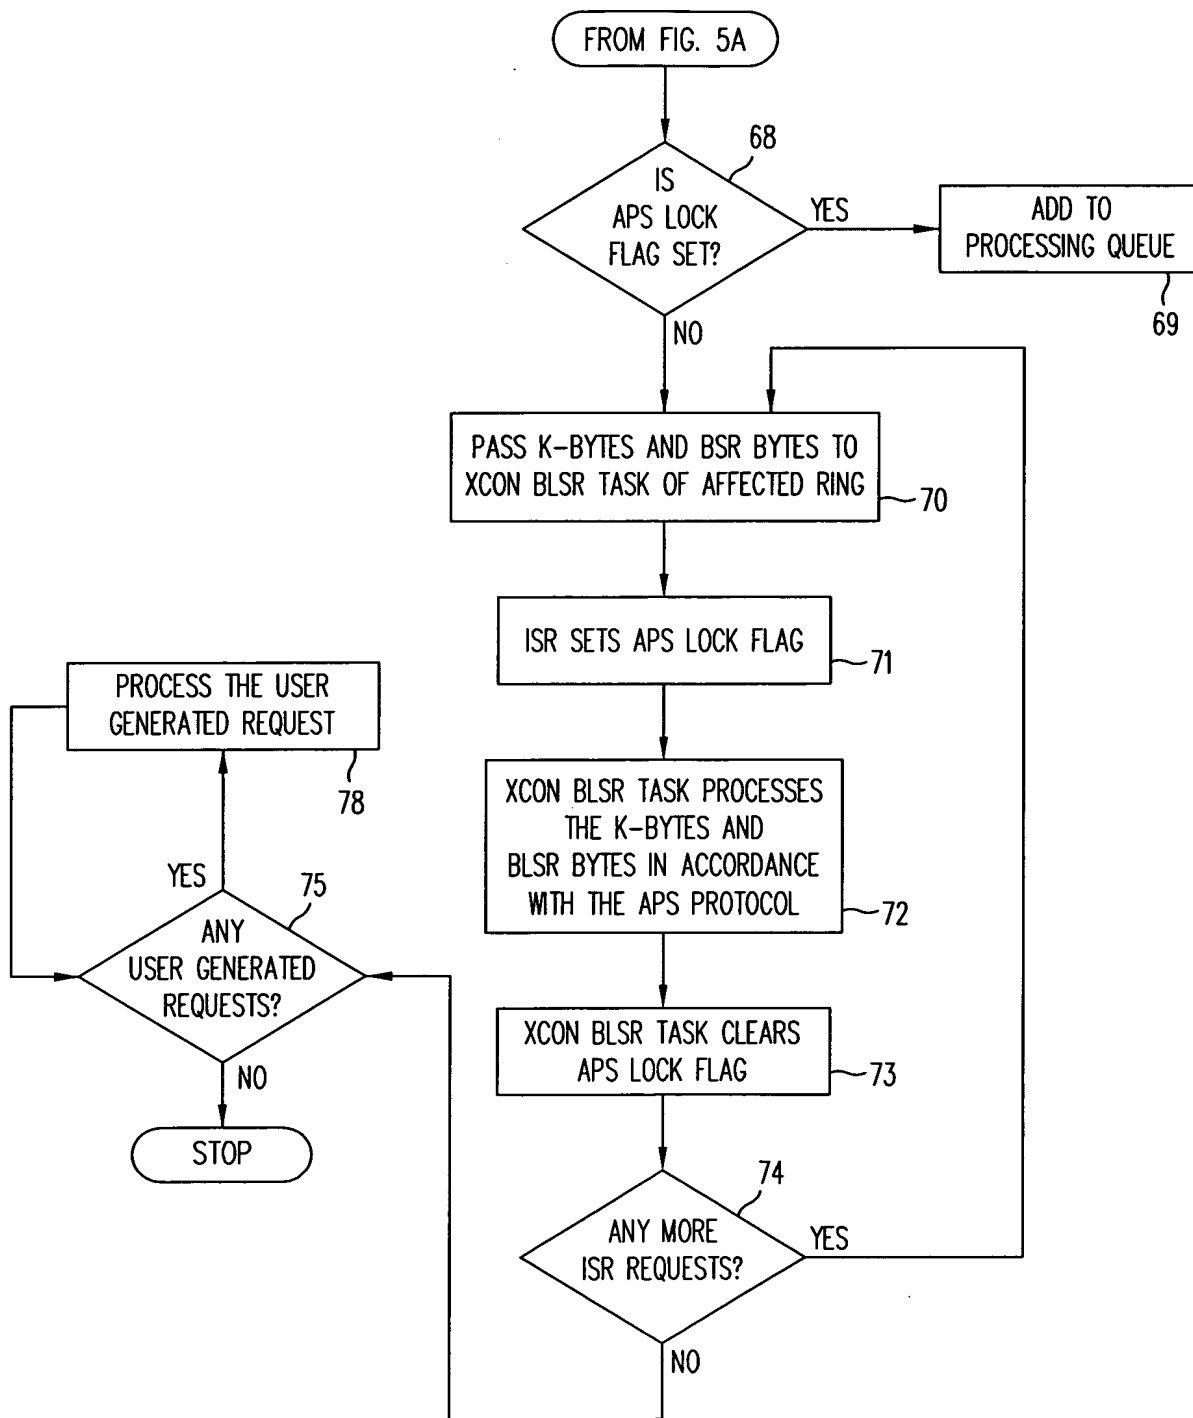 FROM FIG. 5A
68
IS
APS LOCK
FLAG SET?
YES
ADD TO
PROCESSING QUEUE
69
NO
PASS K-BYTES AND BSR BYTES TO
XCON BLSR TASK OF AFFECTED RING
70
ISR SETS APS LOCK FLAG
71
PROCESS THE USER
GENERATED REQUEST
78
XCON BLSR TASK PROCESSES
THE K-BYTES AND
BLSR BYTES IN ACCORDANCE
WITH THE APS PROTOCOL
72
YES
75
ANY
USER GENERATED
REQUESTS?
NO
STOP
XCON BLSR TASK CLEARS
APS LOCK FLAG
73
74
ANY MORE
ISR REQUESTS?
YES
NO